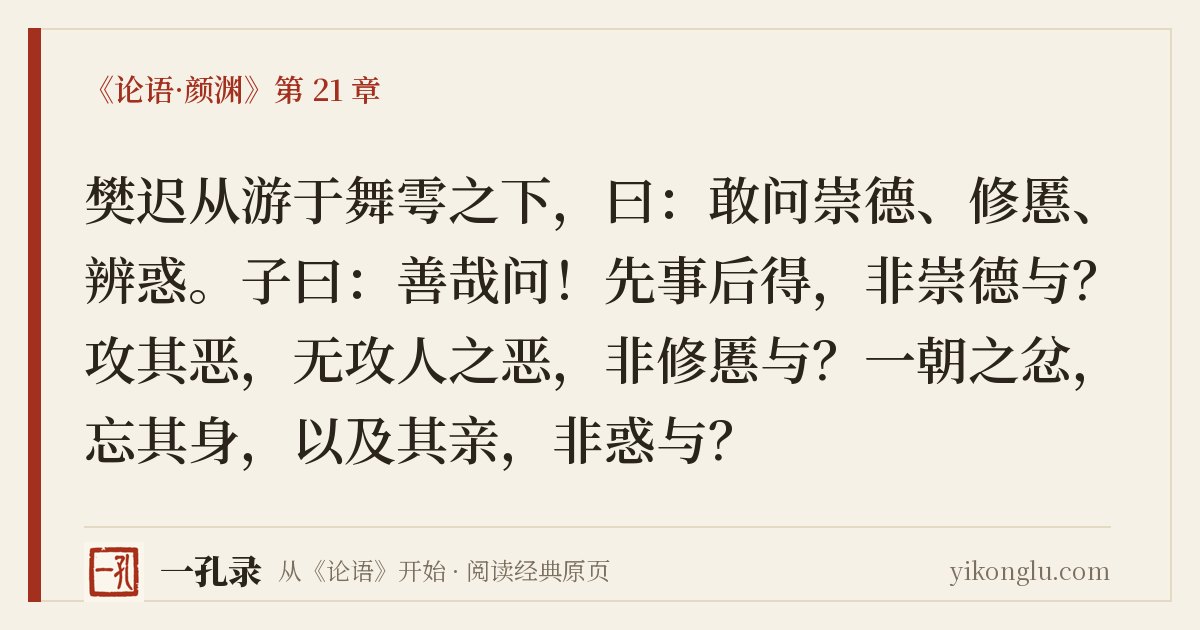 《论语·颜渊》第 21 章
樊迟从游于舞雩之下，曰：敢问崇德、修慝、
辨惑。子曰：善哉问！先事后得，非崇德与？
攻其恶，无攻人之恶，非修慝与？一朝之忿，
忘其身，以及其亲，非惑与？
一孔 一孔录 从《论语》开始 · 阅读经典原页 yikonglu.com